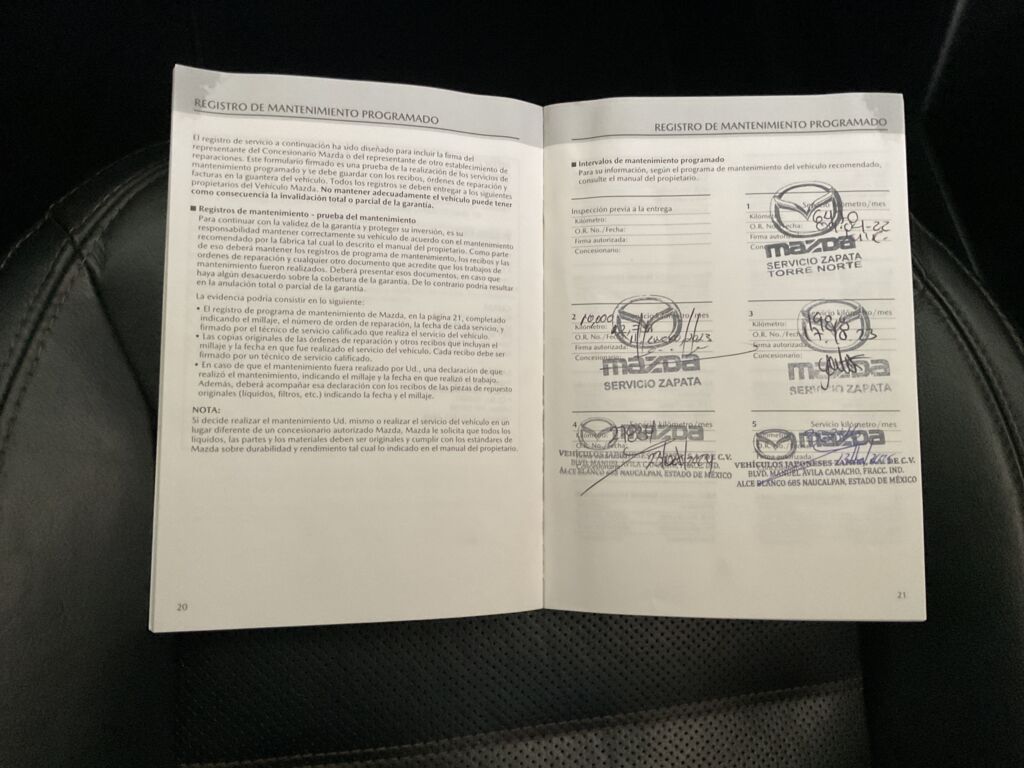 REGISTRO DE MANTENIMIENTO PROGRAMADO
El registro de servicio a continuación ha sido diseñado para incluir la firma del
representante del Concesionario Mazda o del representante de otro establecimiento de
reparaciones. Este formulario firmado es una prueba de la realización de los servicios de
mantenimiento programado y se debe guardar con los recibos, órdenes de reparación y
facturas en la guantera del vehículo. Todos los registros se deben entregar a los siguientes
propietarios del Vehículo Mazda. No mantener adecuadamente el vehículo puede tener
como consecuencia la invalidación total o parcial de la garantía.
■ Registros de mantenimiento - prueba del mantenimiento
Para continuar con la validez de la garantía y proteger su inversión, es su
responsabilidad mantener correctamente su vehículo de acuerdo con el mantenimiento
recomendado por la fábrica tal cual lo descrito el manual del propietario. Como parte
de eso deberá mantener los registros de programa de mantenimiento, los recibos y las
órdenes de reparación y cualquier otro documento que acredite que los trabajos de
mantenimiento fueron realizados. Deberá presentar esos documentos, en caso que
haya algún desacuerdo sobre la cobertura de la garantía. De lo contrario podría resultar
en la anulación total o parcial de la garantía.
La evidencia podría consistir en lo siguiente:
• El registro de programa de mantenimiento de Mazda, en la página 21, completado
indicando el millaje, el número de orden de reparación, la fecha de cada servicio, y
firmado por el técnico de servicio calificado que realiza el servicio del vehículo.
• Las copias originales de las órdenes de reparación y otros recibos que incluyan el
millaje y la fecha en que fue realizado el servicio del vehículo. Cada recibo debe ser
firmado por un técnico de servicio calificado.
• En caso de que el mantenimiento fuera realizado por Ud., una declaración de que
realizó el mantenimiento, indicando el millaje y la fecha en que realizó el trabajo.
Además, deberá acompañar esa declaración con los recibos de las piezas de repuesto
originales (líquidos, filtros, etc.) indicando la fecha y el millaje.
NOTA:
Si decide realizar el mantenimiento Ud. mismo o realizar el servicio del vehículo en un
lugar diferente de un concesionario autorizado Mazda, Mazda le solicita que todos los
líquidos, las partes y los materiales deben ser originales y cumplir con los estándares de
Mazda sobre durabilidad y rendimiento tal cual lo indicado en el manual del propietario.
20
REGISTRO DE MANTENIMIENTO PROGRAMADO
■ Intervalos de mantenimiento programado
Para su información, según el programa de mantenimiento del vehículo recomendado,
consulte el manual del propietario.
Inspección previa a la entrega
Kilómetro:
O.R. No./Fecha:
Firma autorizada:
Concesionario:
1 Servicio kilómetro/mes
mazda
SERVICIO ZAPATA
TORRE NORTE
2 10,000 Servicio kilómetro/mes
Kilómetro:
O.R. No./Fecha:
Firma autorizada:
Concesionario:
mazda
SERVICIO ZAPATA
3 Servicio kilómetro/mes
Kilómetro:
O.R. No./Fecha:
Firma autorizada:
Concesionario:
mazda
SERVICIO ZAPATA
4 Servicio kilómetro/mes
Kilómetro:
O.R. No./Fecha:
mazda
VEHÍCULOS JAPONESES ZAPATA, S.A. DE C.V.
BLVD. MANUEL AVILA CAMACHO, FRACC. IND.
ALCE BLANCO 685 NAUCALPAN, ESTADO DE MÉXICO
5 Servicio kilómetro/mes
mazda
Firma autorizada:
VEHÍCULOS JAPONESES ZAPATA, S.A. DE C.V.
BLVD. MANUEL AVILA CAMACHO, FRACC. IND.
ALCE BLANCO 685 NAUCALPAN, ESTADO DE MÉXICO
21